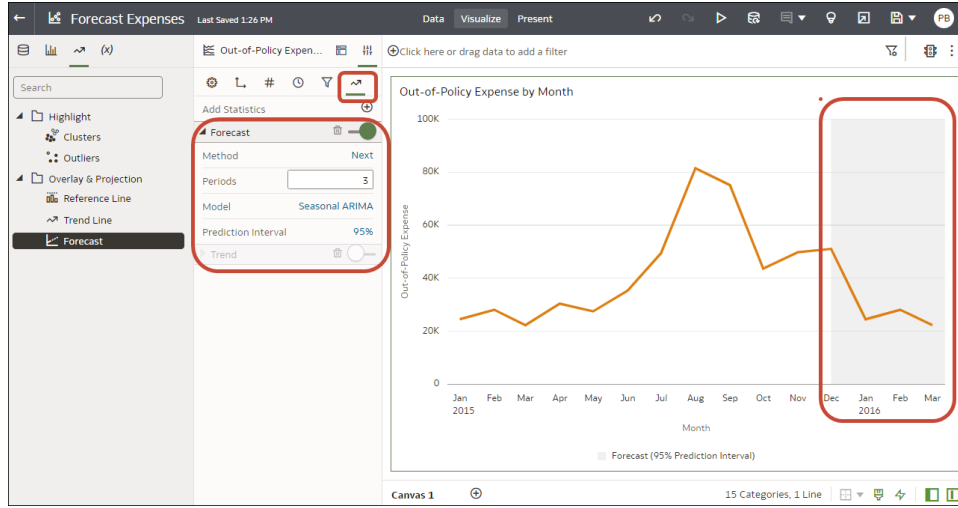 Forecast Expenses Last Saved 1:26 PM
Data Visualize Present
PB
(x)
Out-of-Policy Expen...
Click here or drag data to add a filter
Search
Highlight
Clusters
Outliers
Overlay & Projection
Reference Line
Trend Line
Forecast
#
Add Statistics
Forecast
Method Next
Periods 3
Model Seasonal ARIMA
Prediction Interval 95%
Trend
Out-of-Policy Expense by Month
Out-of-Policy Expense
100K
80K
60K
40K
20K
0
Jan Feb Mar Apr May Jun Jul Aug Sep Oct Nov Dec Jan Feb Mar
2015 2016
Month
Forecast (95% Prediction Interval)
Canvas 1
15 Categories, 1 Line